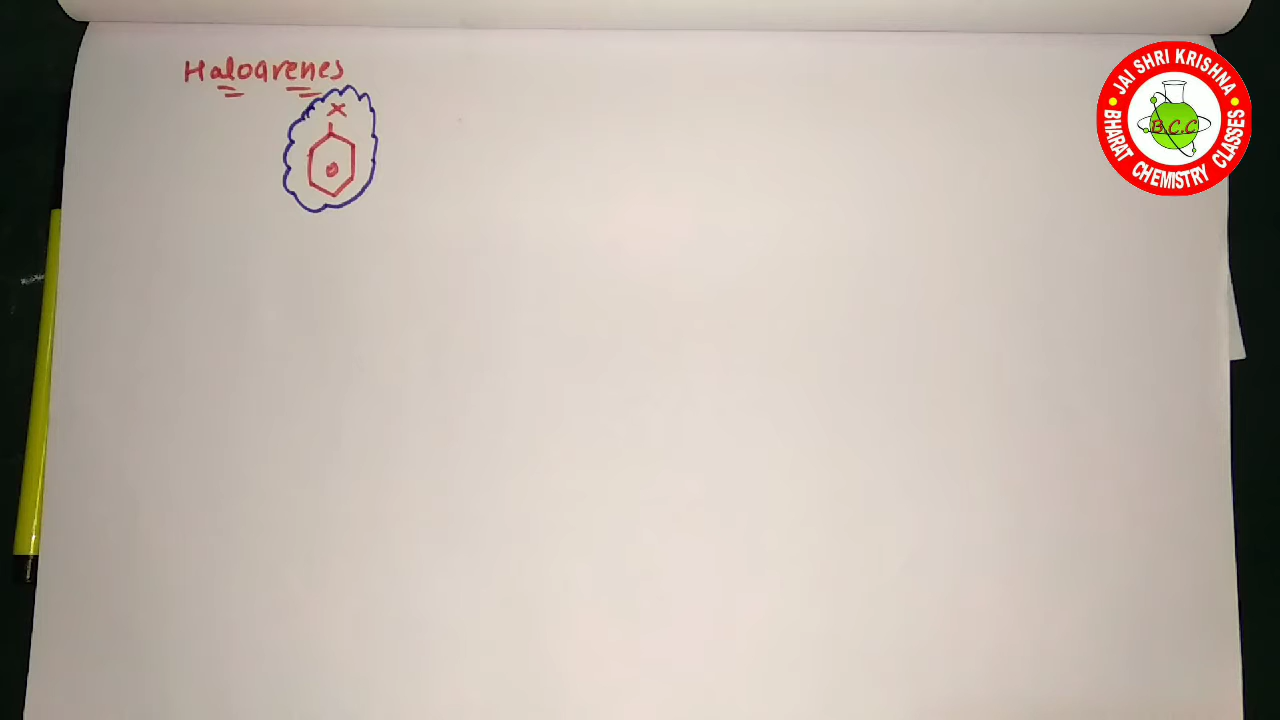 Haloarenes
X
JAI SHRI KRISHNA
B.C.C
BHARAT CHEMISTRY CLASSES